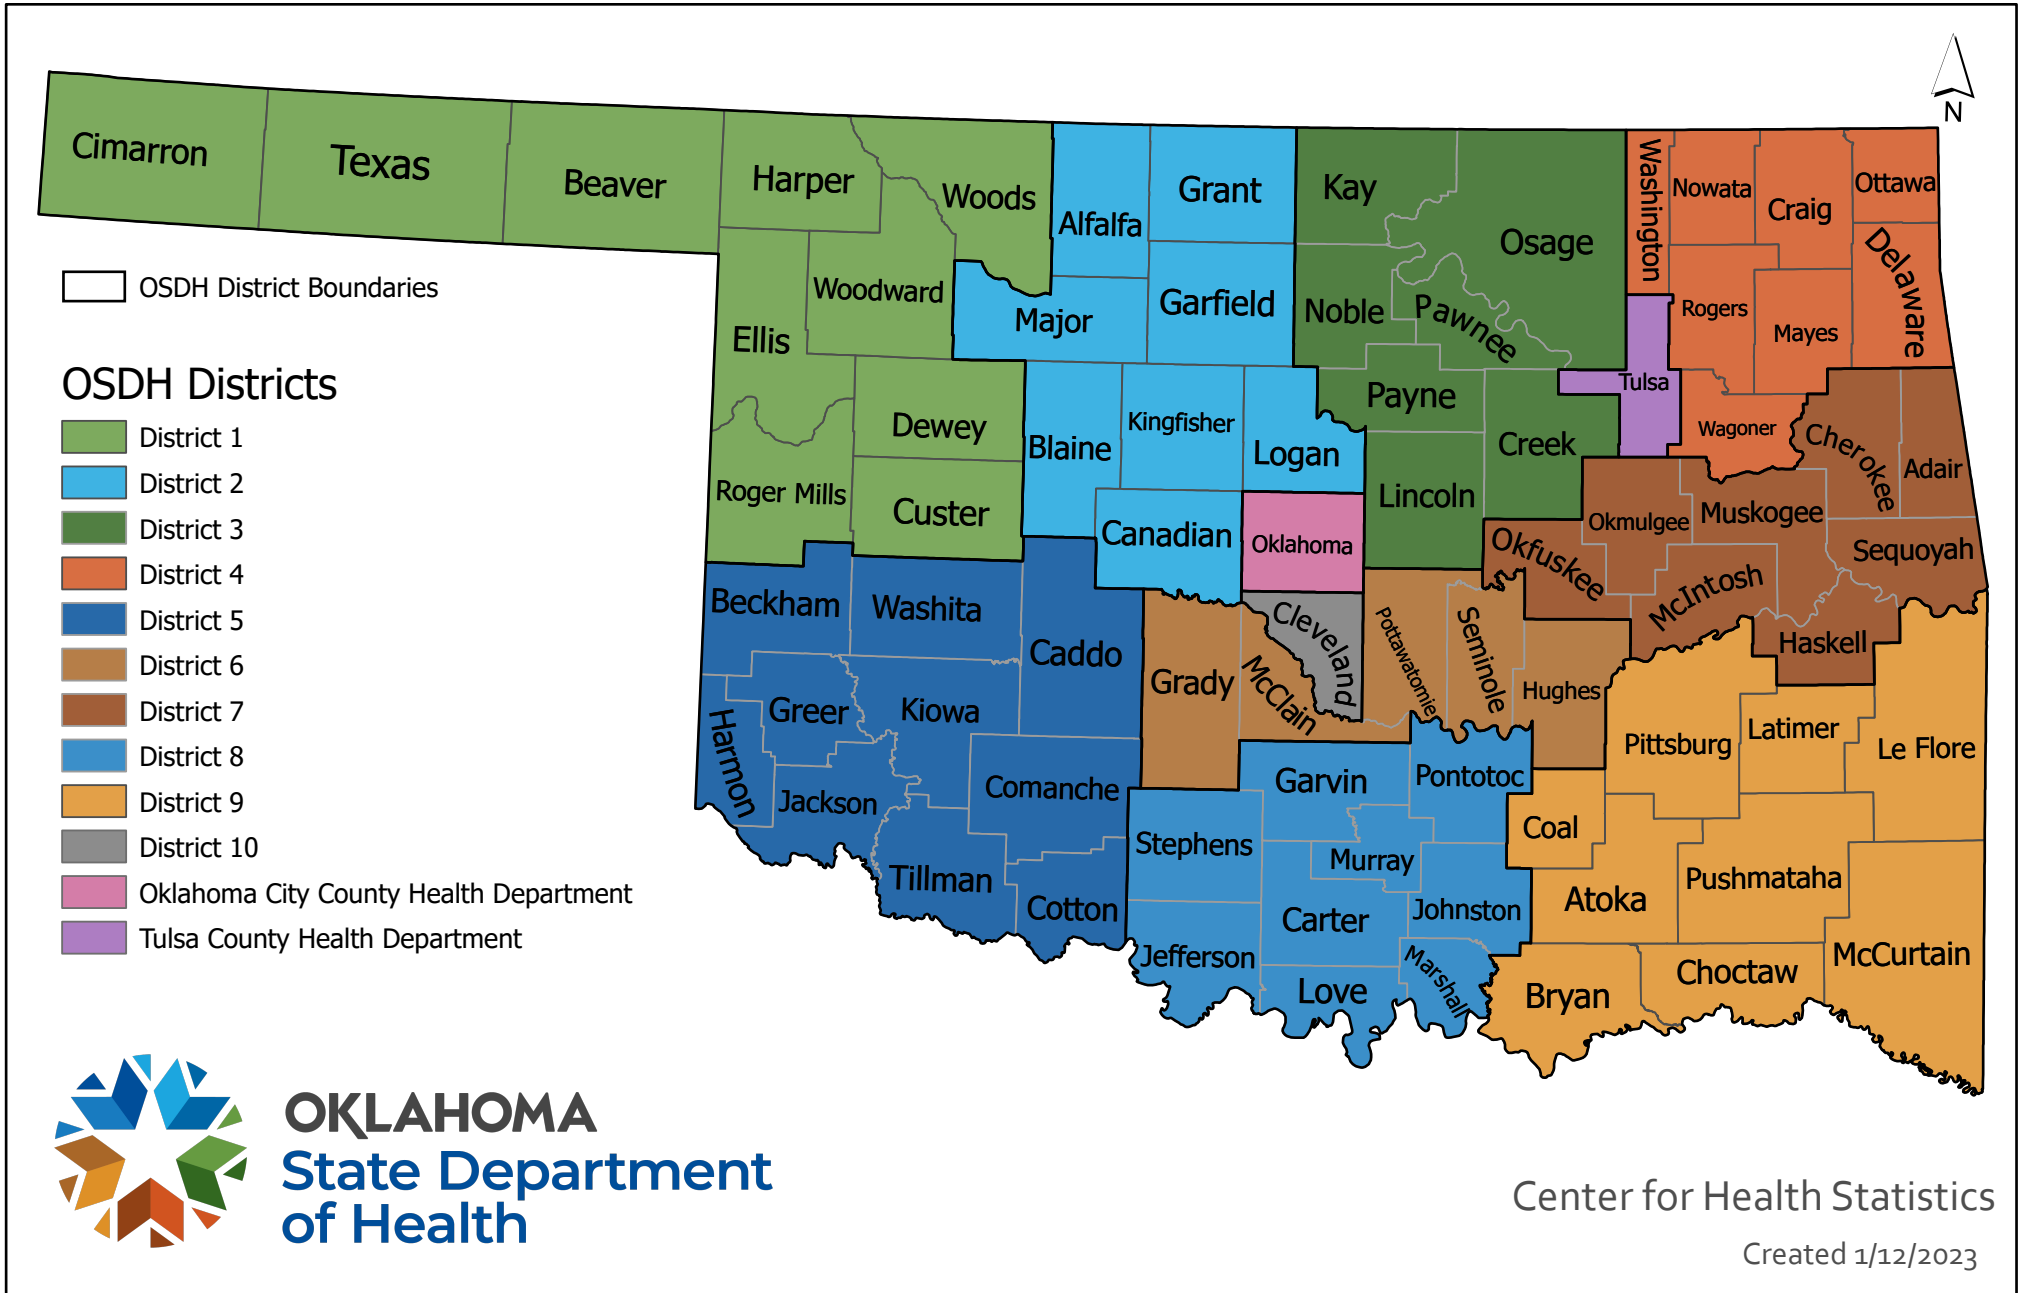 N
Cimarron
Texas
Beaver
Harper
Woods
Alfalfa
Grant
Kay
Osage
Washington
Nowata
Craig
Ottawa
Delaware
Ellis
Woodward
Major
Garfield
Noble
Pawnee
Rogers
Mayes
Tulsa
Dewey
Blaine
Kingfisher
Logan
Payne
Creek
Wagoner
Cherokee
Adair
Roger Mills
Custer
Canadian
Oklahoma
Lincoln
Okmulgee
Muskogee
Okfuskee
Sequoyah
McIntosh
Beckham
Washita
Caddo
Grady
McClain
Cleveland
Pottawatomie
Seminole
Hughes
Haskell
Harmon
Greer
Kiowa
Comanche
Garvin
Pontotoc
Pittsburg
Latimer
Le Flore
Jackson
Tillman
Cotton
Stephens
Murray
Coal
Carter
Johnston
Atoka
Pushmataha
Jefferson
Love
Marshall
Bryan
Choctaw
McCurtain
OSDH District Boundaries
OSDH Districts
District 1
District 2
District 3
District 4
District 5
District 6
District 7
District 8
District 9
District 10
Oklahoma City County Health Department
Tulsa County Health Department
OKLAHOMA
State Department
of Health
Center for Health Statistics
Created 1/12/2023